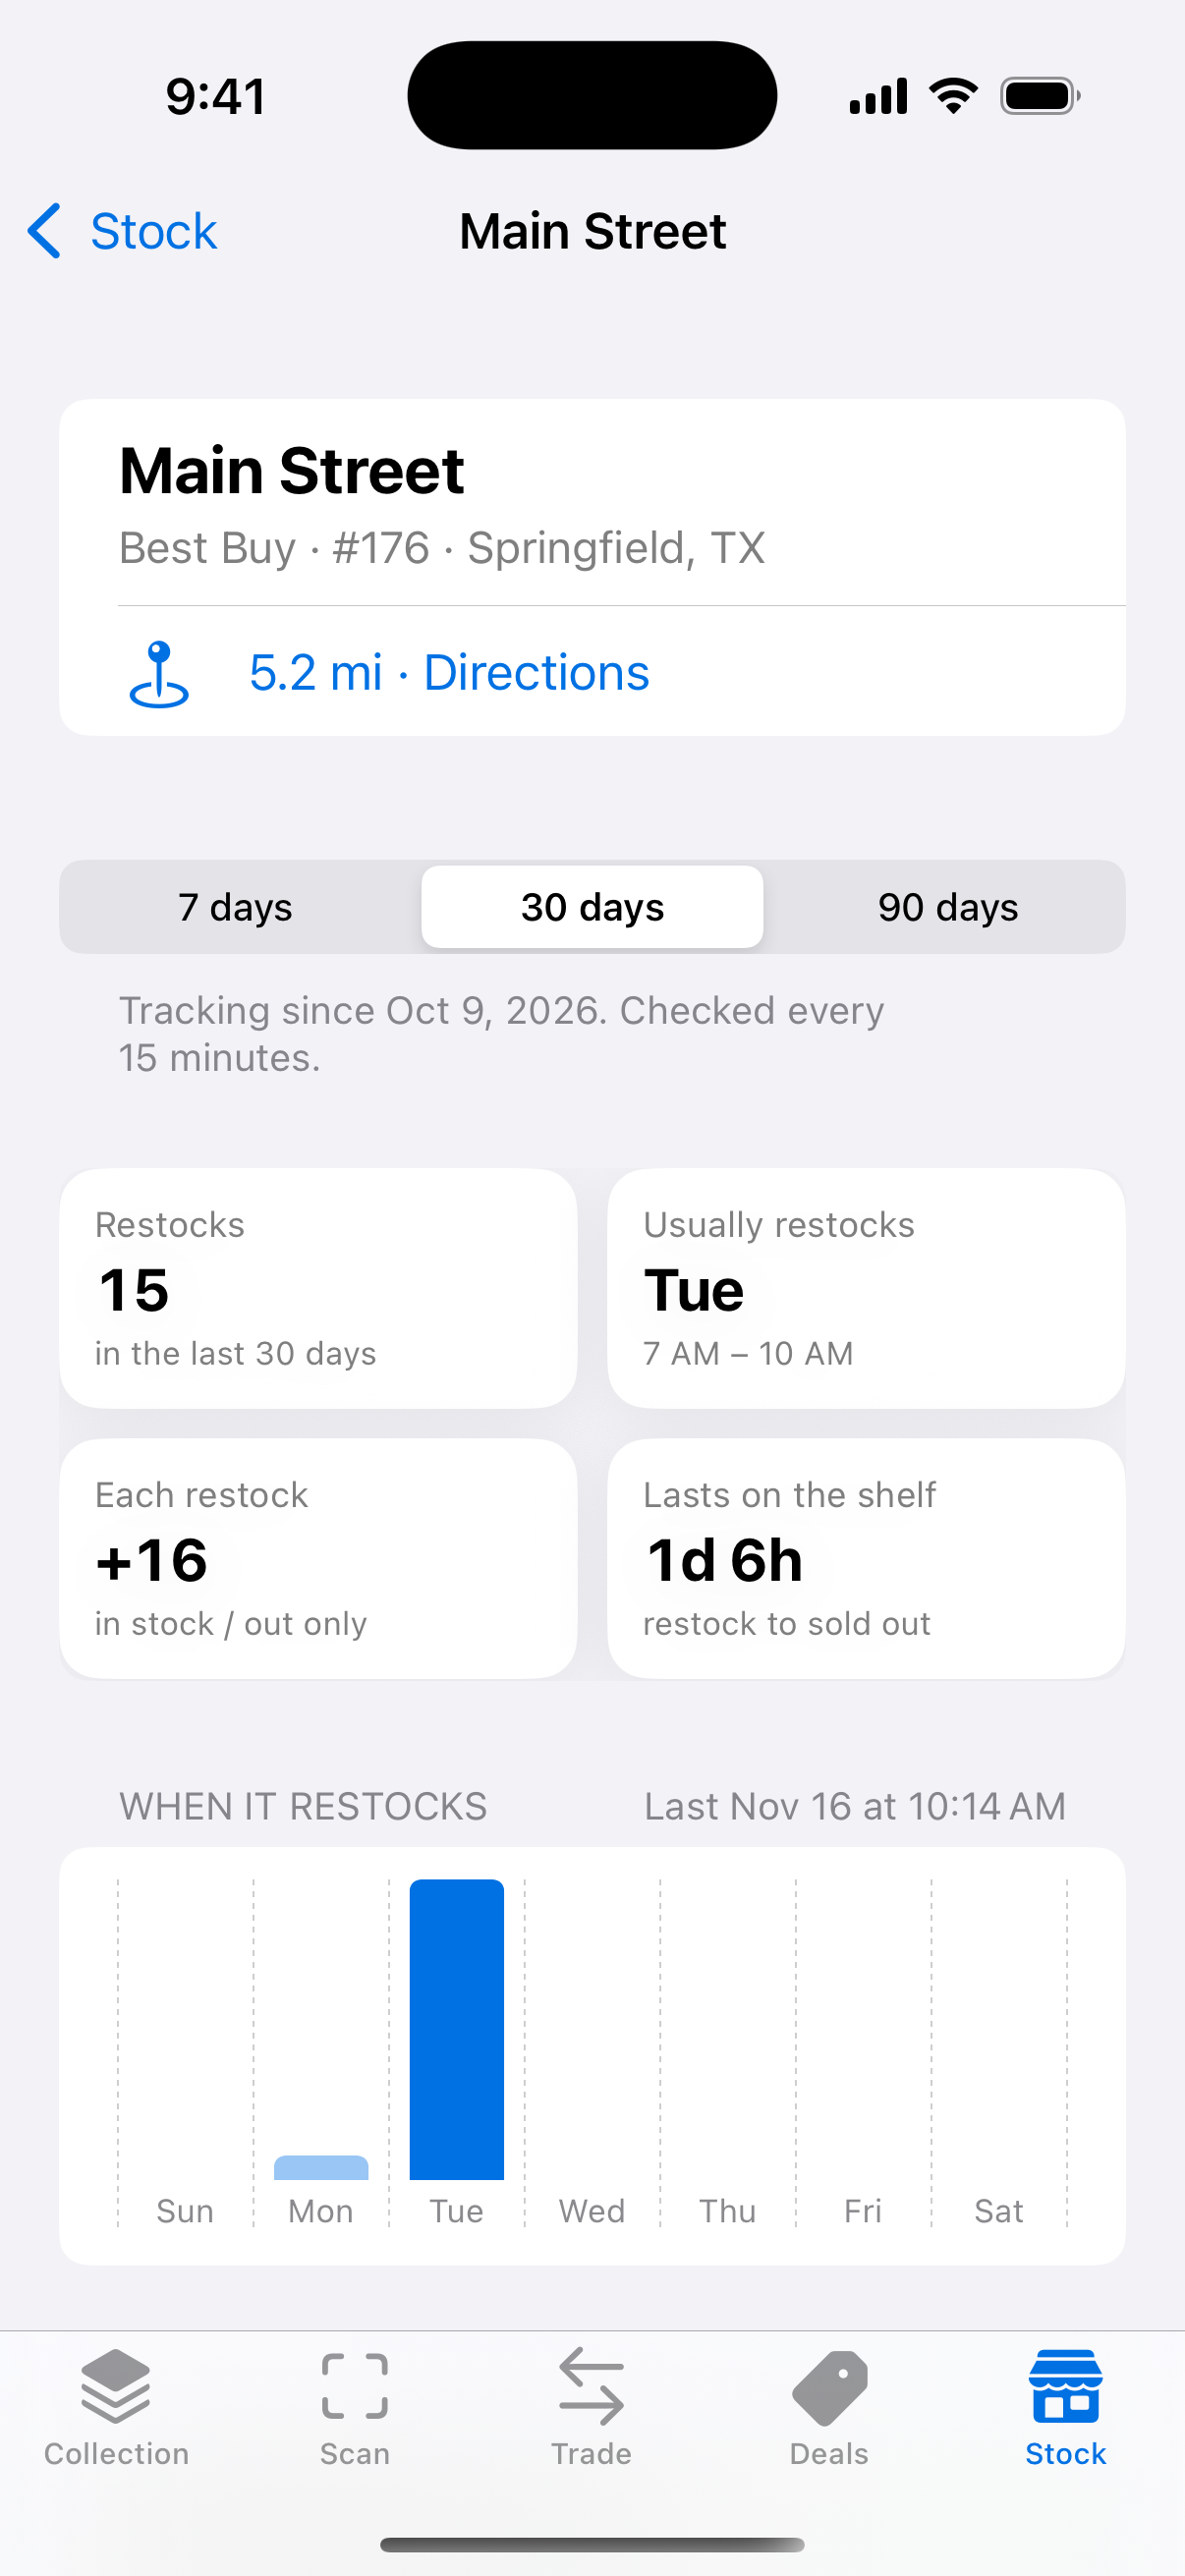 9:41
Stock
Main Street
Main Street
Best Buy · #176 · Springfield, TX
5.2 mi · Directions
7 days
30 days
90 days
Tracking since Oct 9, 2026. Checked every
15 minutes.
Restocks
15
in the last 30 days
Usually restocks
Tue
7 AM – 10 AM
Each restock
+16
in stock / out only
Lasts on the shelf
1d 6h
restock to sold out
WHEN IT RESTOCKS
Last Nov 16 at 10:14 AM
Sun
Mon
Tue
Wed
Thu
Fri
Sat
Collection
Scan
Trade
Deals
Stock